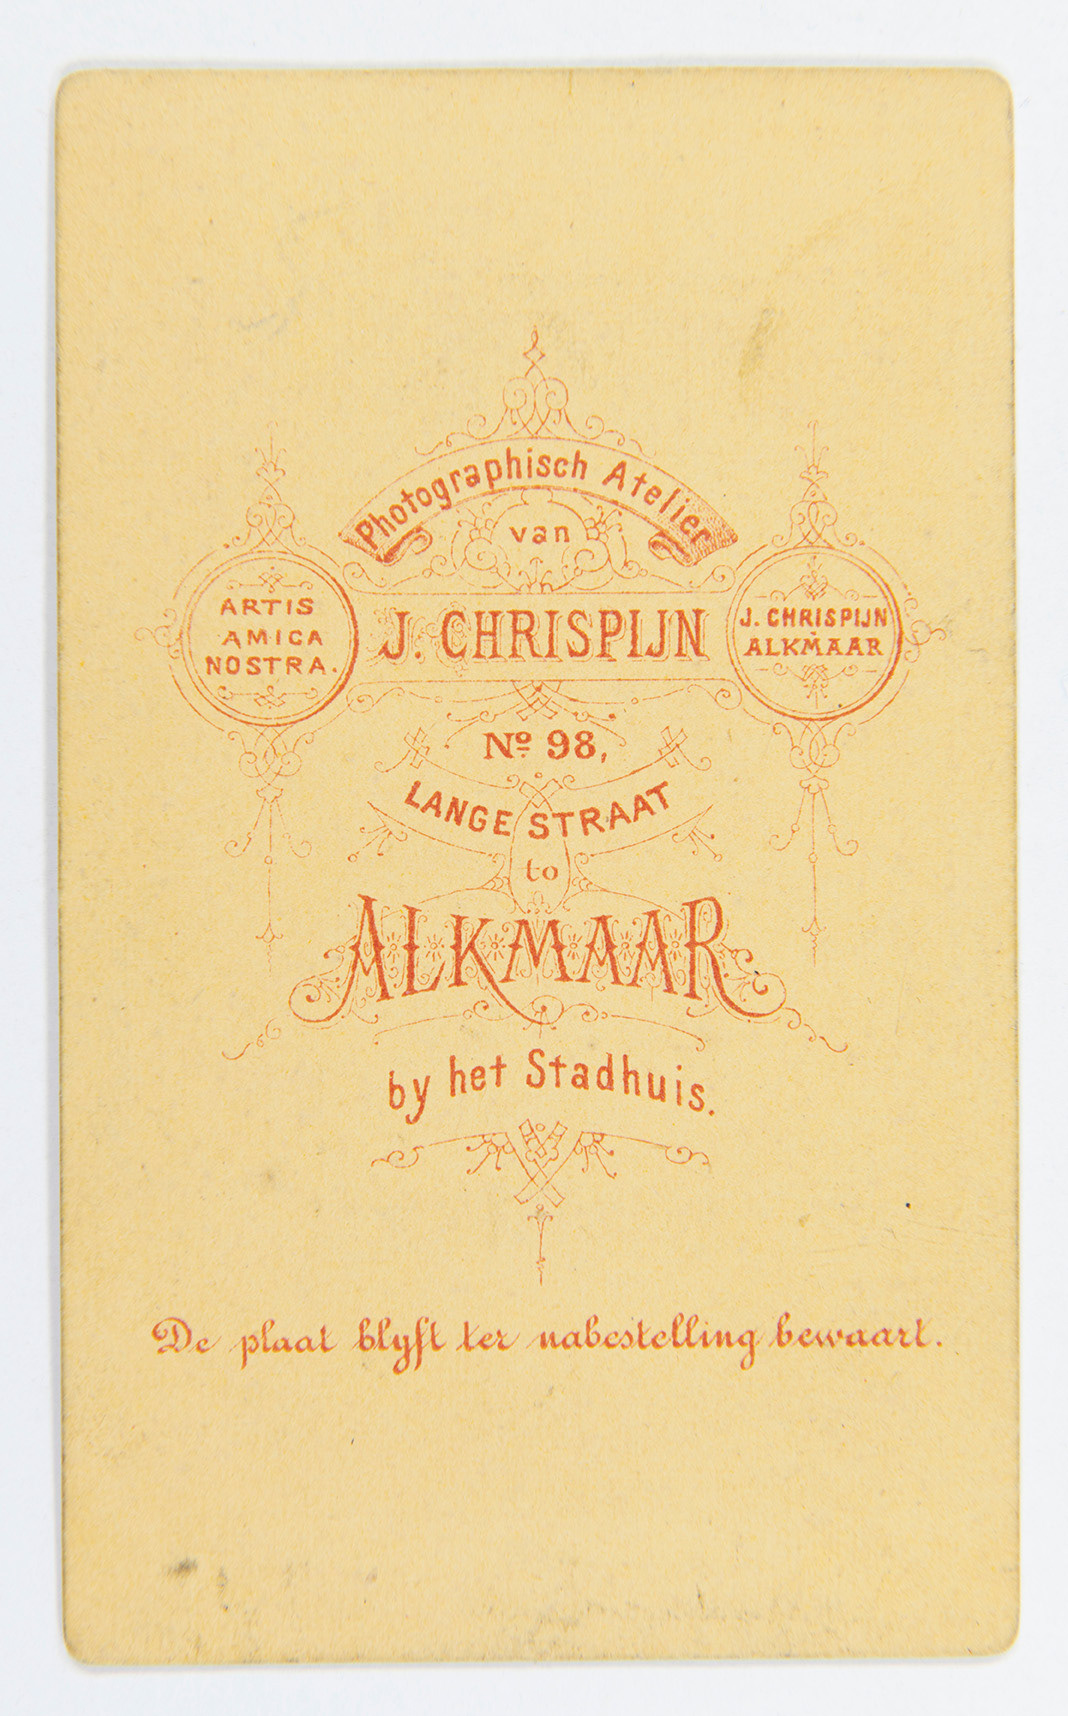 Photographisch Atelier
van
ARTIS
AMICA
NOSTRA.
J. CHRISPIJN
J. CHRISPIJN
ALKMAAR
No 98,
LANGE STRAAT
to
ALKMAAR
by het Stadhuis.
De plaat blyft ter nabestelling bewaart.